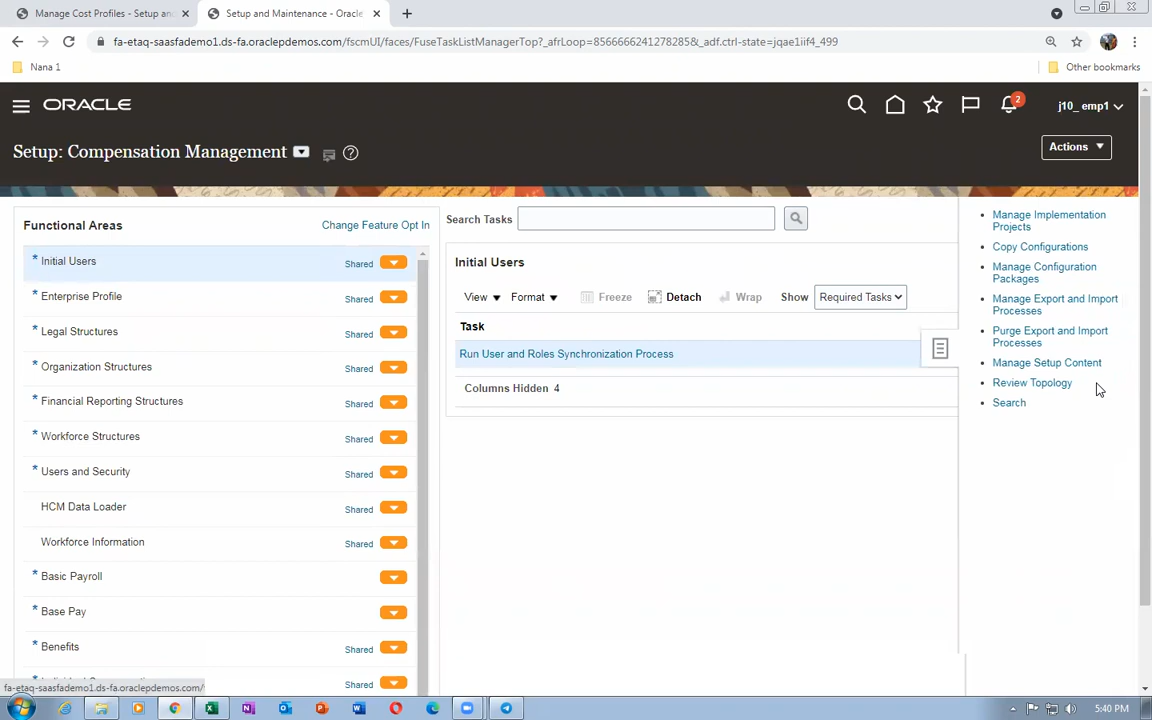 Manage Cost Profiles - Setup and
Setup and Maintenance - Oracle
fa-etaq-saasfademo1.ds-fa.oraclepdemos.com/fscmUI/faces/FuseTaskListManagerTop?_afrLoop=8566666241278285&_adf.ctrl-state=jqae1iif4_499
Nana 1
Other bookmarks
ORACLE
2
j10_ emp1
Setup: Compensation Management
Actions
Functional Areas
Change Feature Opt In
* Initial Users
Shared
* Enterprise Profile
Shared
* Legal Structures
Shared
* Organization Structures
Shared
* Financial Reporting Structures
Shared
* Workforce Structures
Shared
* Users and Security
Shared
HCM Data Loader
Shared
Workforce Information
Shared
* Basic Payroll
* Base Pay
* Benefits
Shared
Shared
Search Tasks
Initial Users
View
Format
Freeze
Detach
Wrap
Show
Required Tasks
Task
Run User and Roles Synchronization Process
Columns Hidden 4
Manage Implementation
Projects
Copy Configurations
Manage Configuration
Packages
Manage Export and Import
Processes
Purge Export and Import
Processes
Manage Setup Content
Review Topology
Search
fa-etaq-saasfademo1.ds-fa.oraclepdemos.com/
5:40 PM